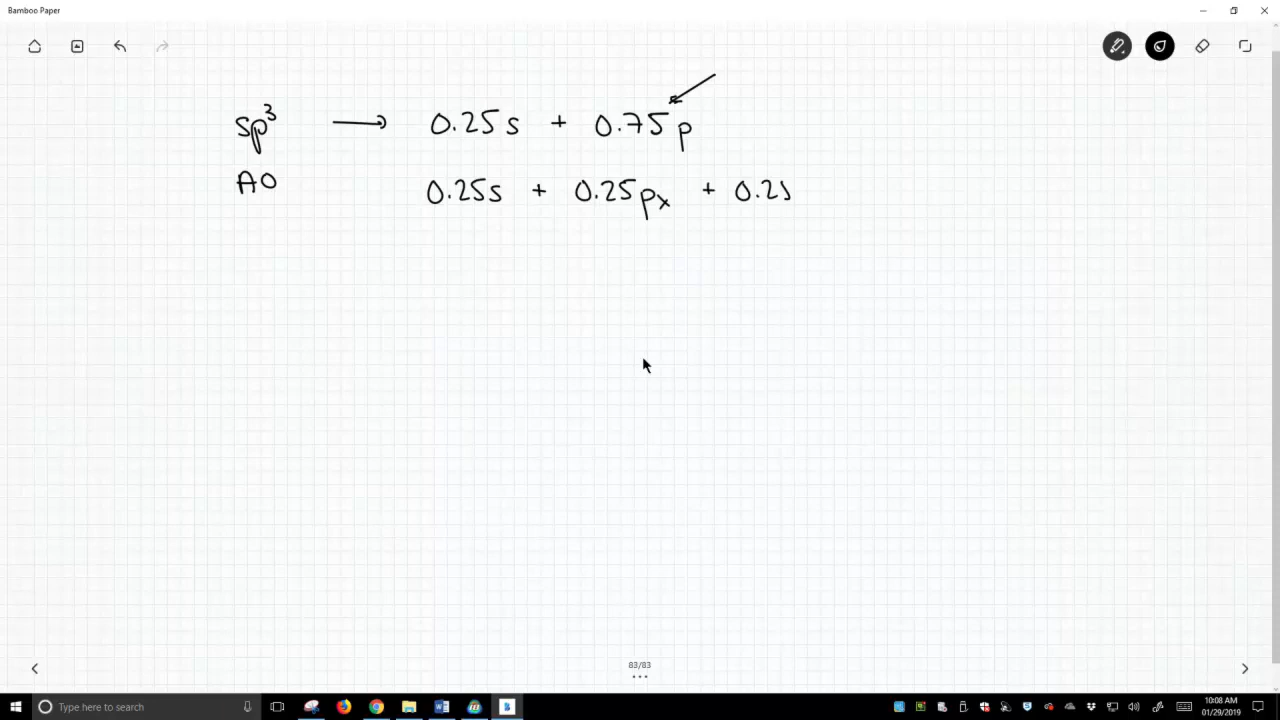 Bamboo Paper
sp³ → 0.25s + 0.75p
AO 0.25s + 0.25px + 0.2
83/83
Type here to search
10:08 AM
01/29/2019